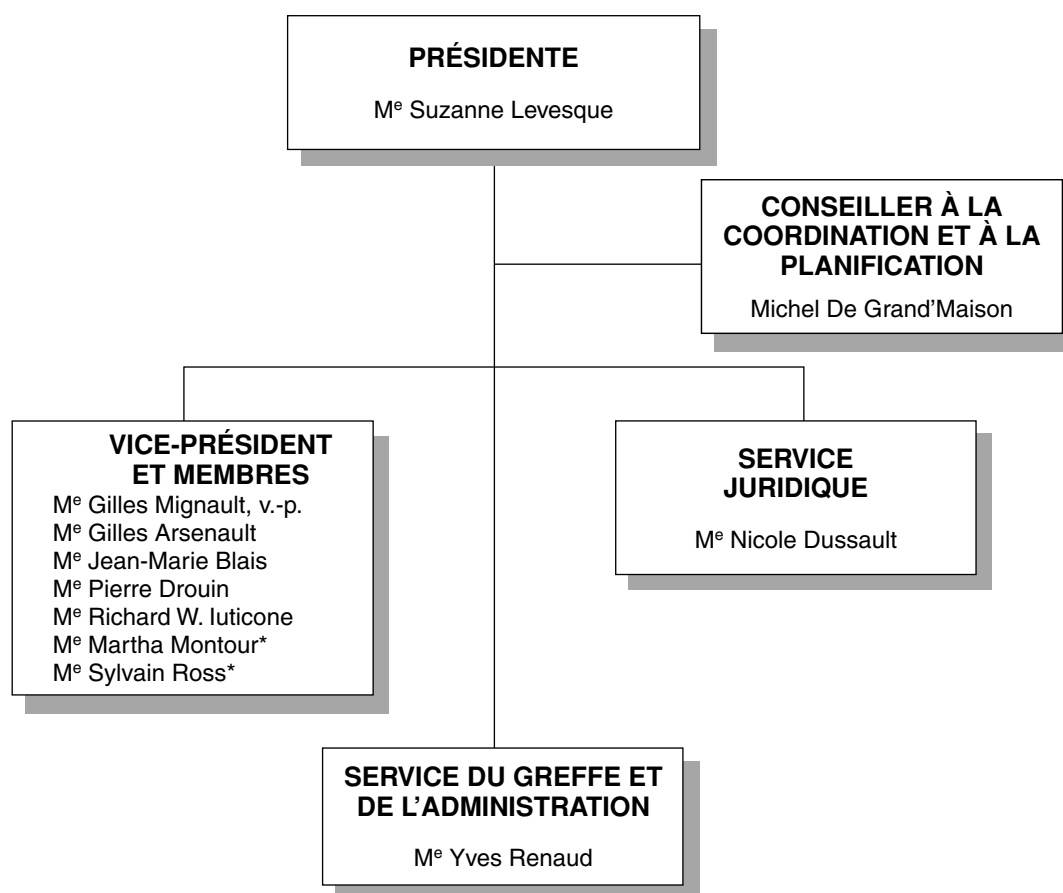 PRÉSIDENTE
Mᵉ Suzanne Levesque
CONSEILLER À LA
COORDINATION ET À LA
PLANIFICATION
Michel De Grand’Maison
VICE-PRÉSIDENT
ET MEMBRES
Mᵉ Gilles Mignault, v.-p.
Mᵉ Gilles Arsenault
Mᵉ Jean-Marie Blais
Mᵉ Pierre Drouin
Mᵉ Richard W. Iuticone
Mᵉ Martha Montour*
Mᵉ Sylvain Ross*
SERVICE
JURIDIQUE
Mᵉ Nicole Dussault
SERVICE DU GREFFE ET
DE L’ADMINISTRATION
Mᵉ Yves Renaud